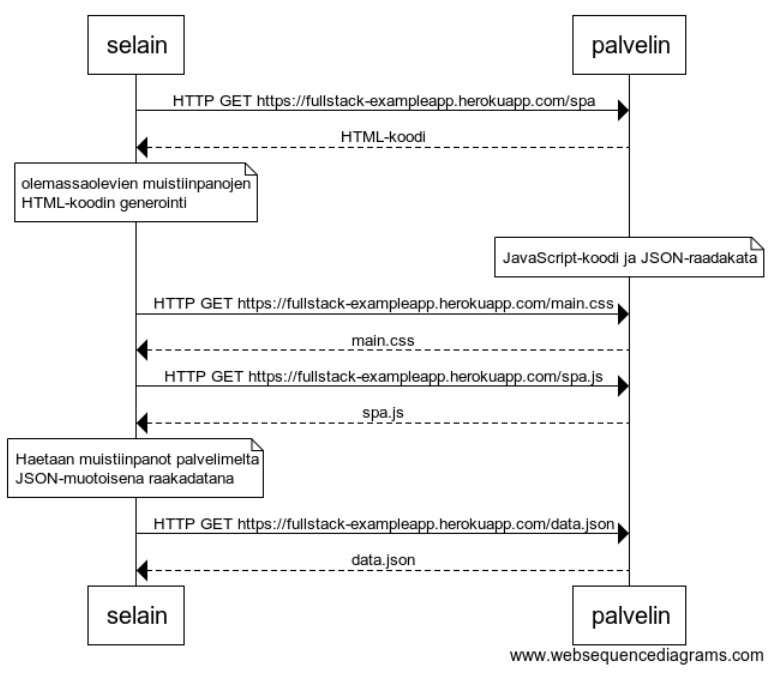 selain
palvelin
HTTP GET https://fullstack-exampleapp.herokuapp.com/spa
HTML-koodi
olemassaolevien muistiinpanojen
HTML-koodin generointi
JavaScript-koodi ja JSON-raadakata
HTTP GET https://fullstack-exampleapp.herokuapp.com/main.css
main.css
HTTP GET https://fullstack-exampleapp.herokuapp.com/spa.js
spa.js
Haetaan muistiinpanot palvelimelta
JSON-muotoisena raakadatana
HTTP GET https://fullstack-exampleapp.herokuapp.com/data.json
data.json
selain
palvelin
www.websequencediagrams.com